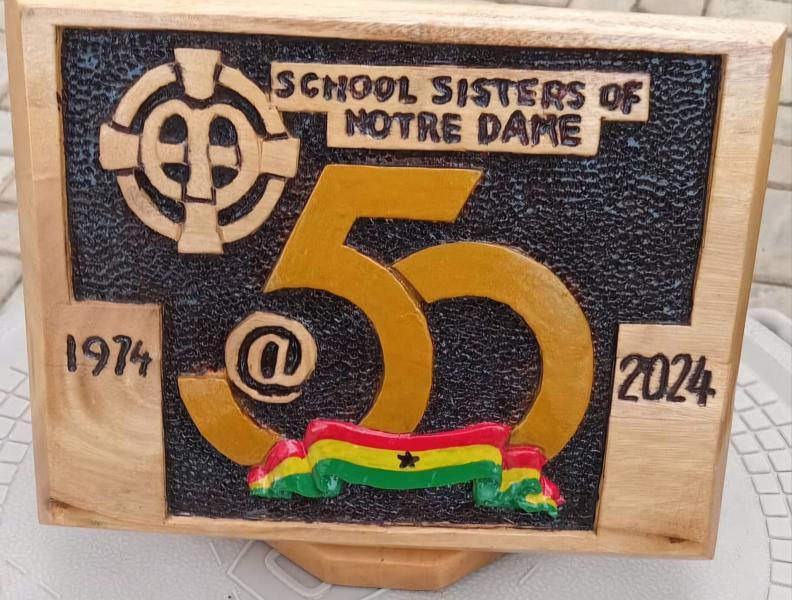 SCHOOL SISTERS OF
NOTRE DAME
50
@
1974
2024